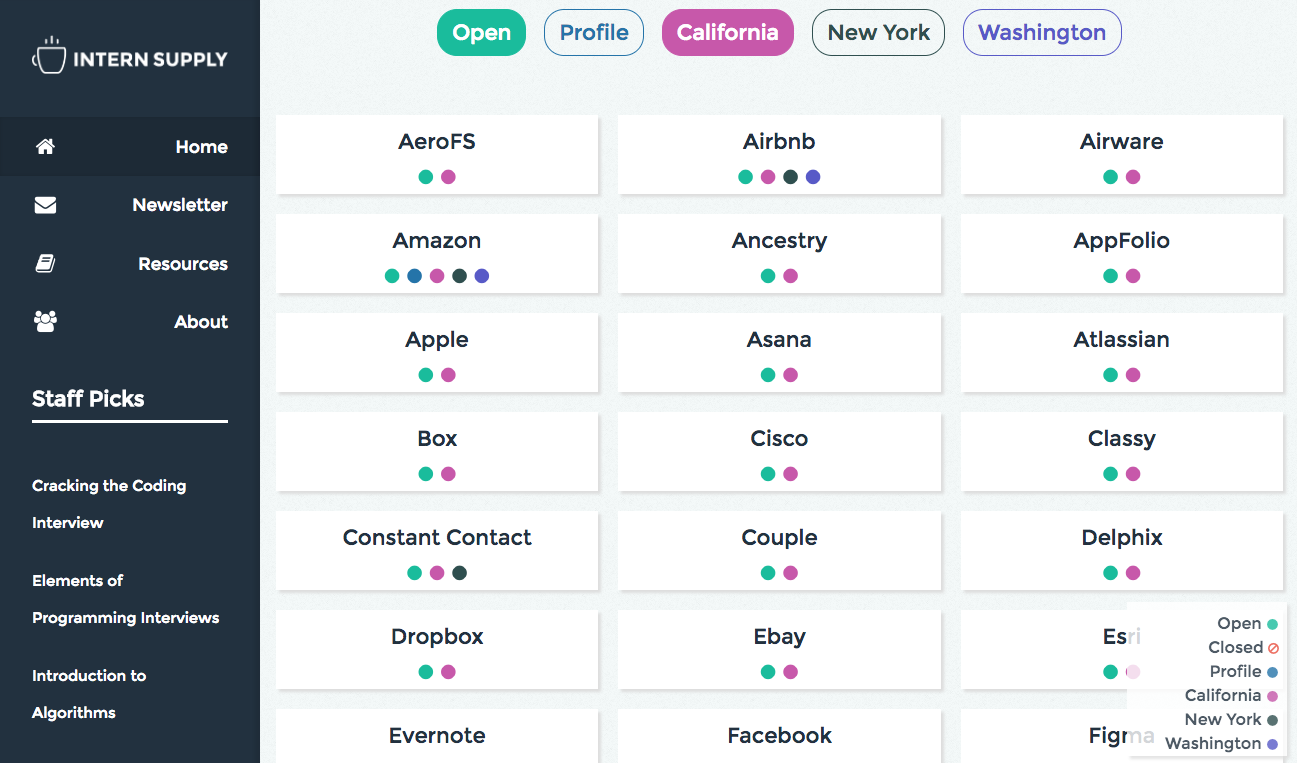 INTERN SUPPLY
Home
Newsletter
Resources
About
Staff Picks
Cracking the Coding
Interview
Elements of
Programming Interviews
Introduction to
Algorithms
Open Profile California New York Washington
AeroFS Airbnb Airware
Amazon Ancestry AppFolio
Apple Asana Atlassian
Box Cisco Classy
Constant Contact Couple Delphix
Dropbox Ebay Esri
Evernote Facebook Figma
Open
Closed
Profile
California
New York
Washington